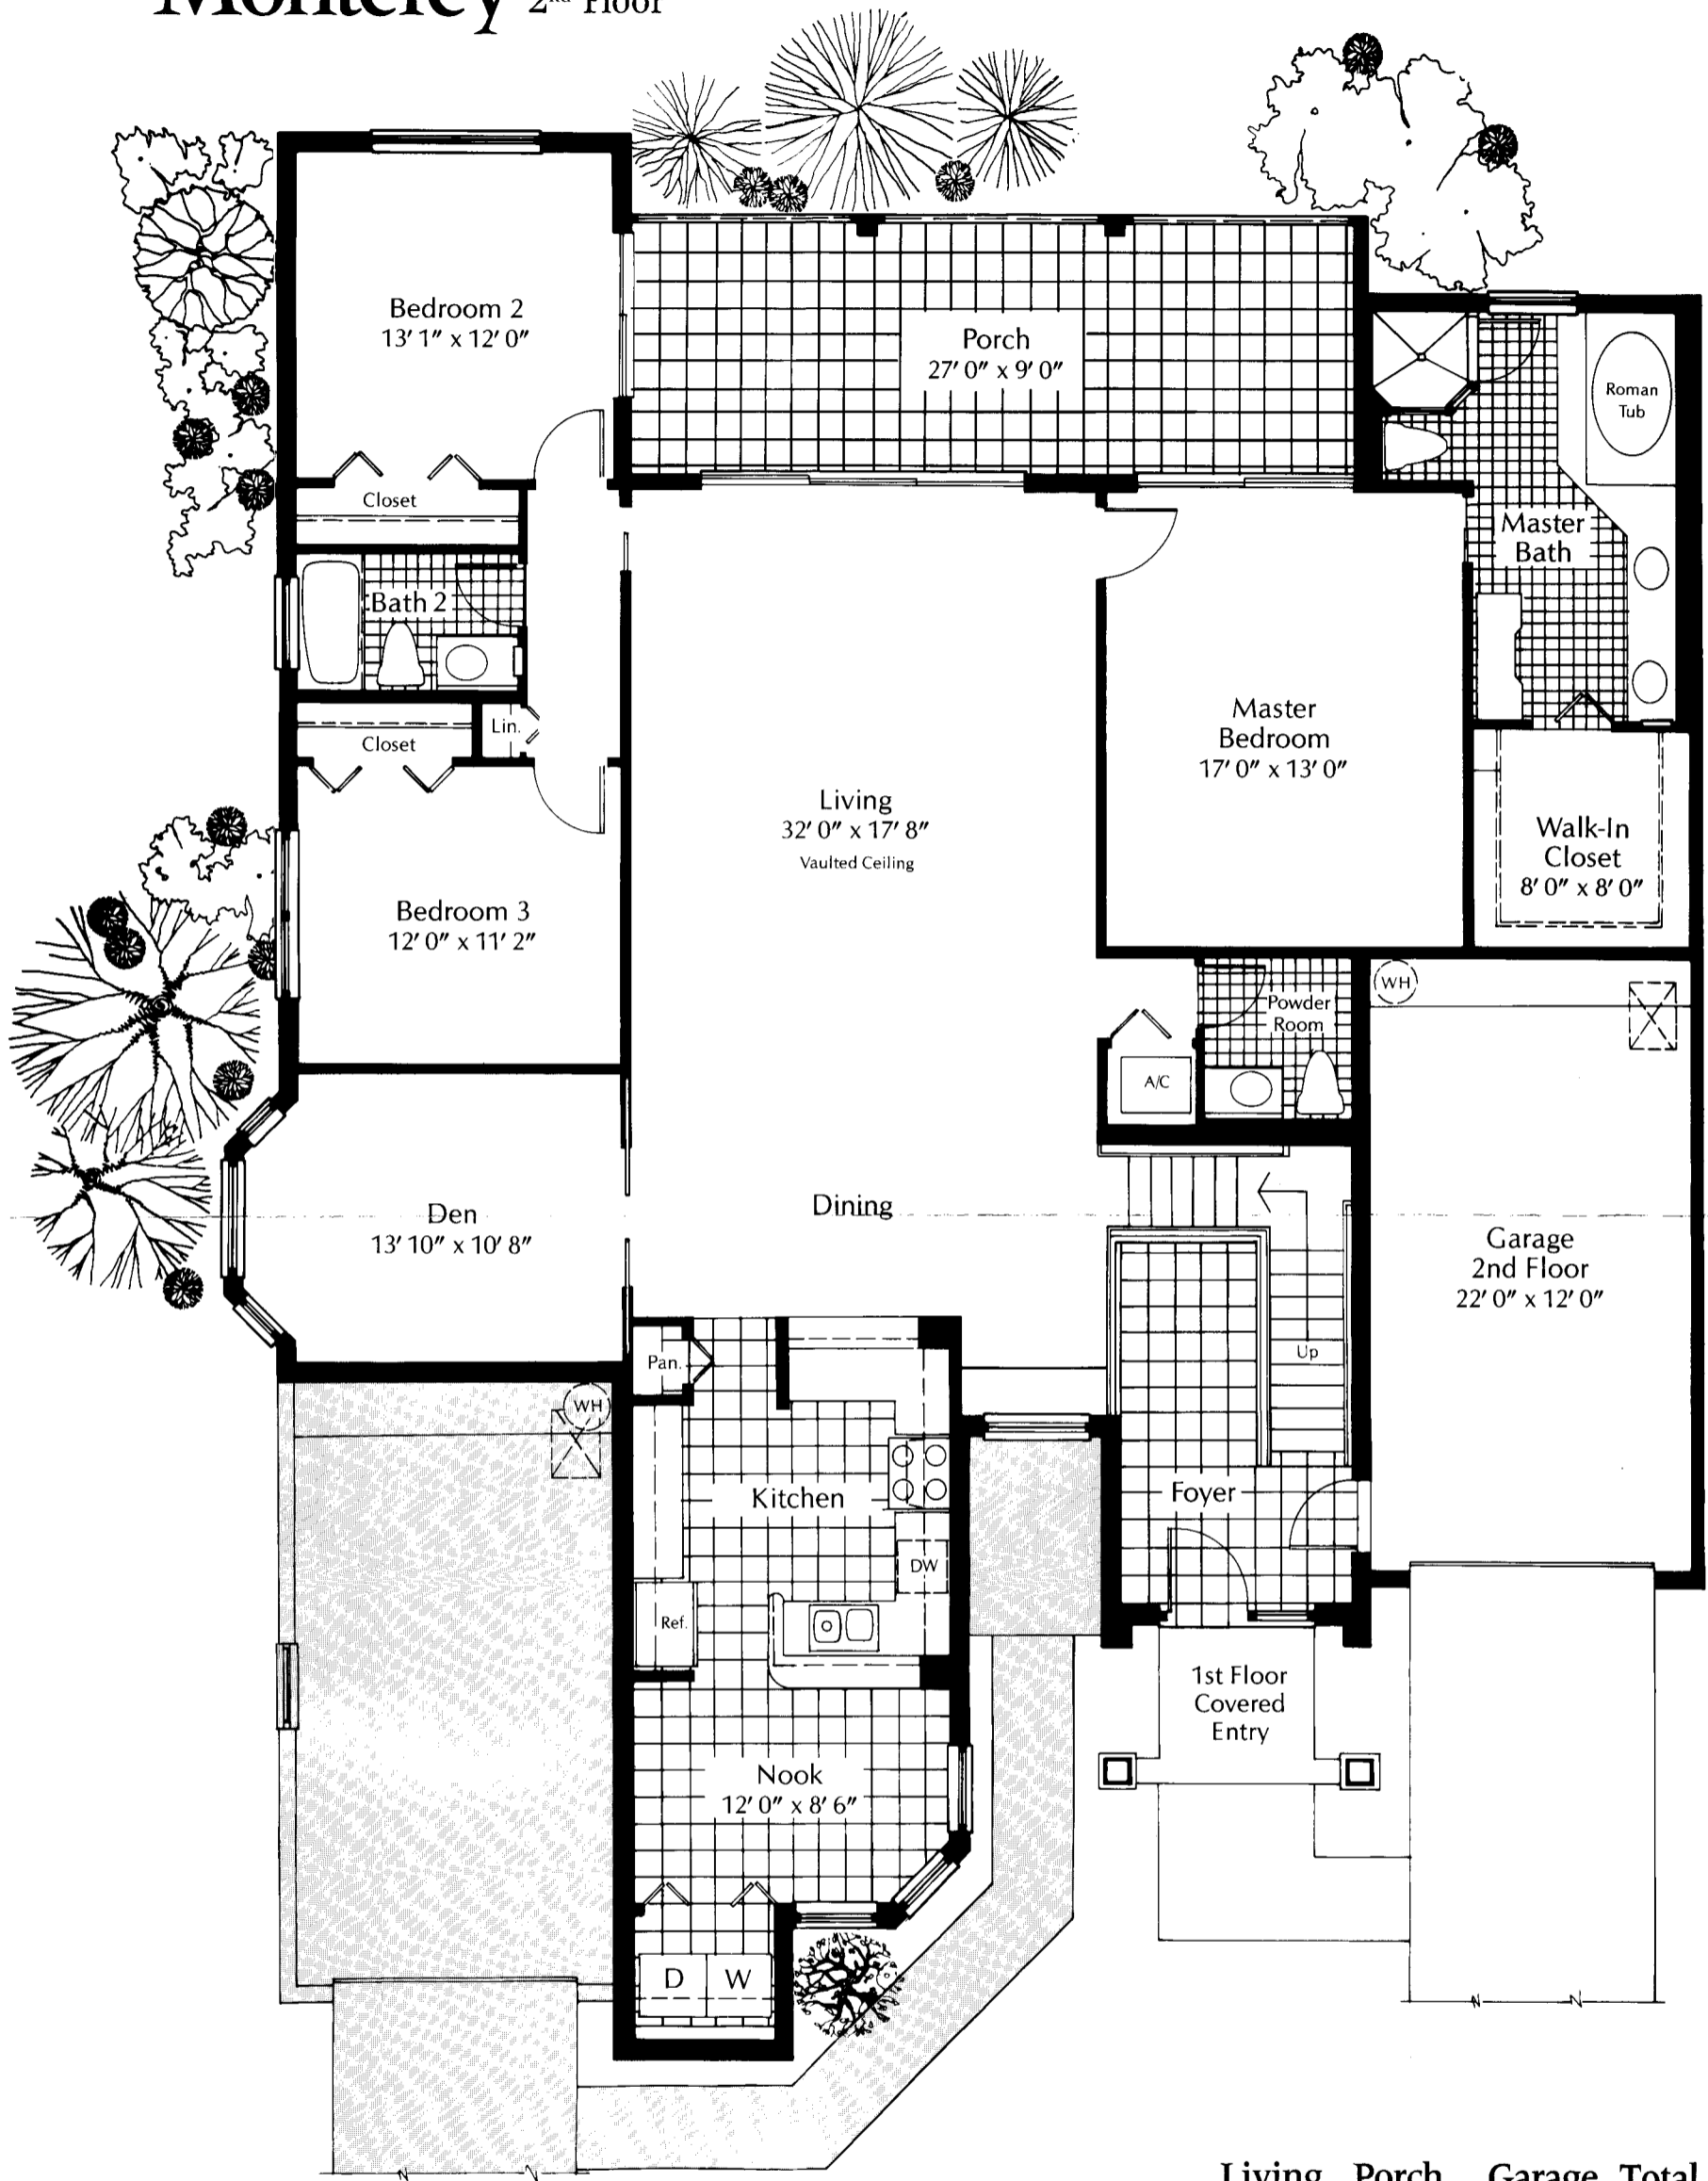 Monterey 2nd Floor
Bedroom 2
13' 1" x 12' 0"
Porch
27' 0" x 9' 0"
Roman
Tub
Closet
Master
Bath
Bath 2
Lin.
Closet
Master
Bedroom
17' 0" x 13' 0"
Living
32' 0" x 17' 8"
Vaulted Ceiling
Walk-In
Closet
8' 0" x 8' 0"
Bedroom 3
12' 0" x 11' 2"
WH
Powder
Room
A/C
Den
13' 10" x 10' 8"
Dining
Garage
2nd Floor
22' 0" x 12' 0"
Pan.
Up
WH
Kitchen
Foyer
DW
Ref.
1st Floor
Covered
Entry
Nook
12' 0" x 8' 6"
D
W
Living Porch Garage Total